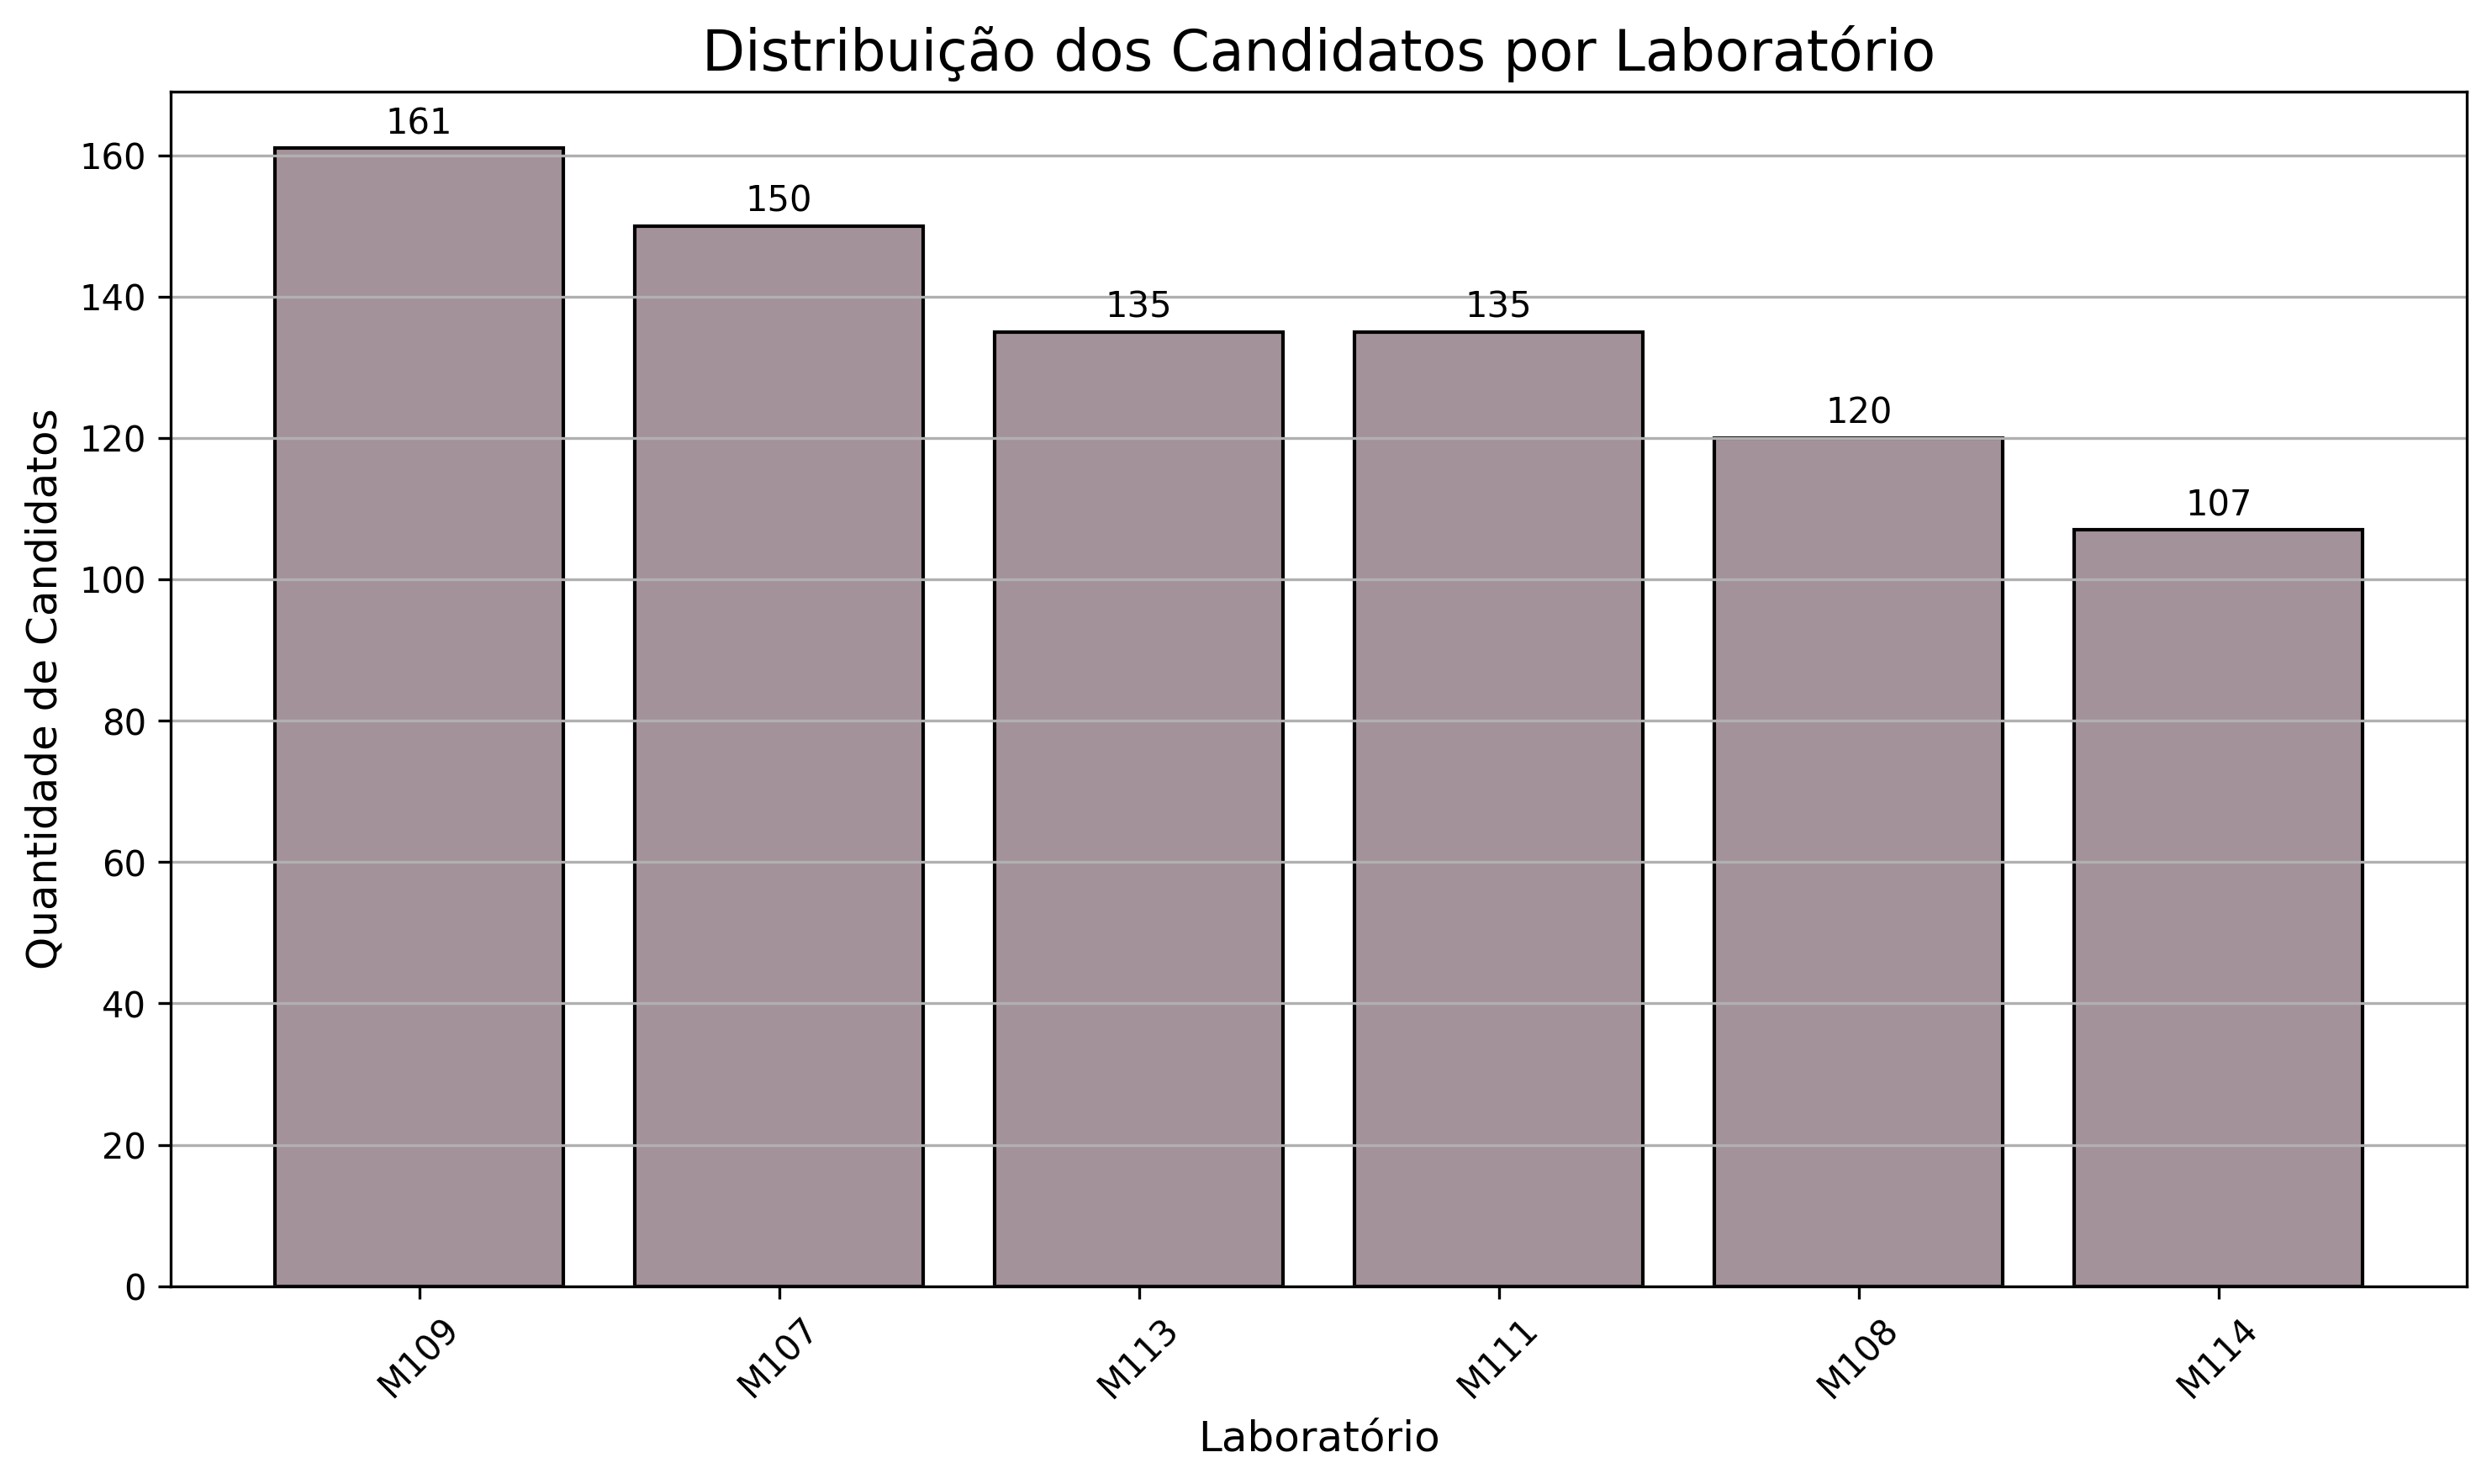 Distribuição dos Candidatos por Laboratório
Quantidade de Candidatos
160
140
120
100
80
60
40
20
0
161
150
135
135
120
107
M109
M107
M113
M111
M108
M114
Laboratório